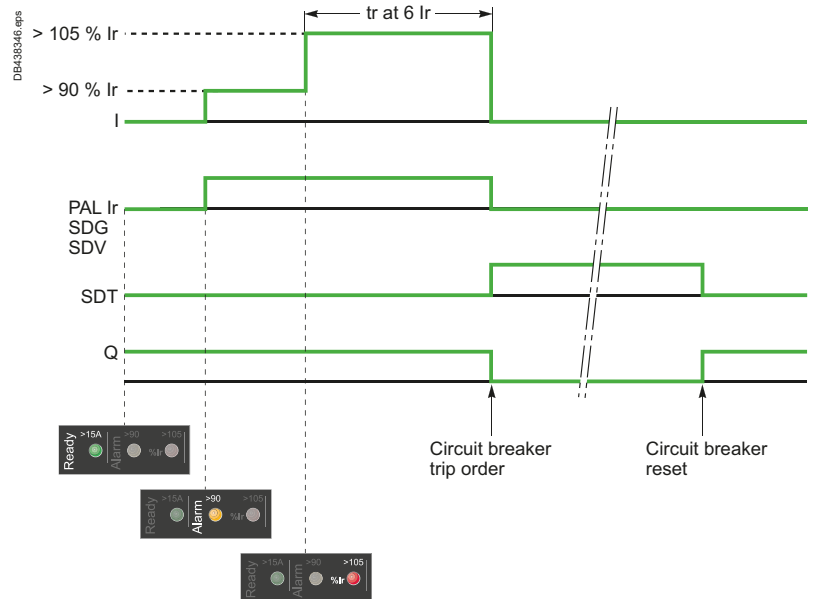 DB438346.eps
tr at 6 Ir
> 105 % Ir
> 90 % Ir
I
PAL Ir
SDG
SDV
SDT
Q
Circuit breaker
trip order
Circuit breaker
reset
Ready
>15A
Alarm
>90
%Ir
>105
Ready
>15A
Alarm
>90
%Ir
>105
Ready
>15A
Alarm
>90
%Ir
>105